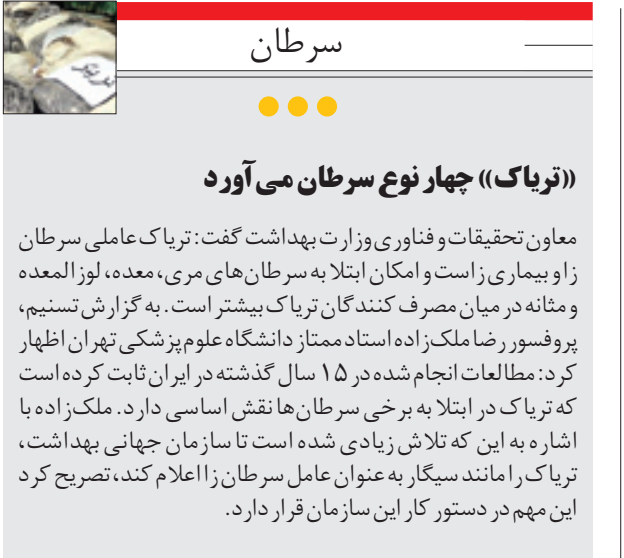 سرطان
«تریاک» چهار نوع سرطان می‌آورد
معاون تحقیقات و فناوری وزارت بهداشت گفت: تریاک عاملی سرطان
زا و بیماری زاست و امکان ابتلا به سرطان‌های مری، معده، لوزالمعده
و مثانه در میان مصرف کنندگان تریاک بیشتر است. به گزارش تسنیم،
پروفسور رضا ملک‌زاده استاد ممتاز دانشگاه علوم پزشکی تهران اظهار
کرد: مطالعات انجام شده در ۱۵ سال گذشته در ایران ثابت کرده است
که تریاک در ابتلا به برخی سرطان‌ها نقش اساسی دارد. ملک‌زاده با
اشاره به این که تلاش زیادی شده است تا سازمان جهانی بهداشت،
تریاک را مانند سیگار به عنوان عامل سرطان زا اعلام کند، تصریح کرد
این مهم در دستور کار این سازمان قرار دارد.